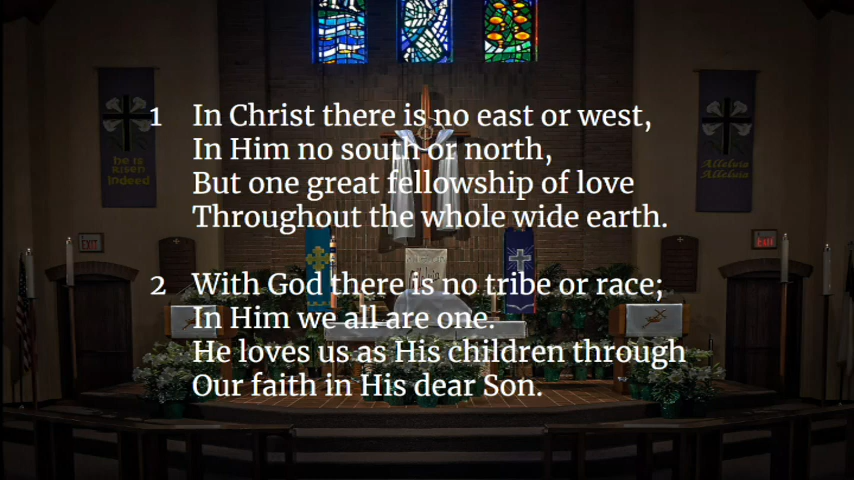 1 In Christ there is no east or west,
In Him no south or north,
But one great fellowship of love
Throughout the whole wide earth.
2 With God there is no tribe or race;
In Him we all are one.
He loves us as His children through
Our faith in His dear Son.
he is
risen
indeed
Alleluia
Alleluia
EXIT
EXIT